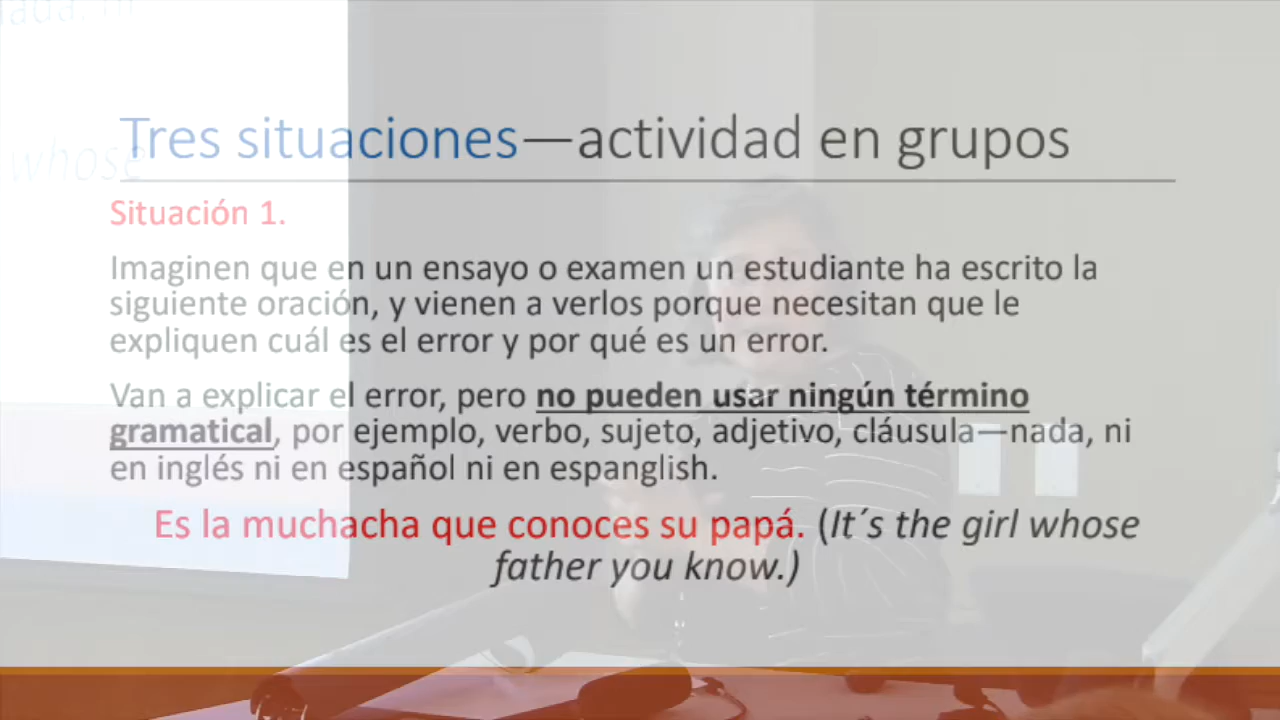 nada, ni
whose
Tres situaciones—actividad en grupos
Situación 1.
Imaginen que en un ensayo o examen un estudiante ha escrito la
siguiente oración, y vienen a verlos porque necesitan que le
expliquen cuál es el error y por qué es un error.
Van a explicar el error, pero no pueden usar ningún término
gramatical, por ejemplo, verbo, sujeto, adjetivo, cláusula—nada, ni
en inglés ni en español ni en espanglish.
Es la muchacha que conoces su papá. (It´s the girl whose
father you know.)